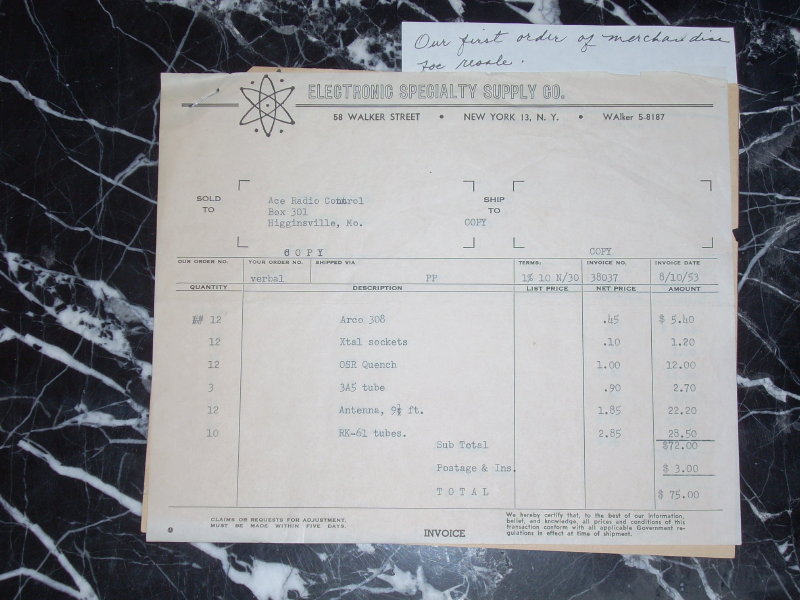 Our first order of merchandise
for resale.
ELECTRONIC SPECIALTY SUPPLY CO.
58 WALKER STREET • NEW YORK 13, N. Y. • WAlker 5-8187
SOLD TO
Ace Radio Control
Box 301
Higginsville, Mo.
SHIP TO
COPY
COPY
COPY
OUR ORDER NO. YOUR ORDER NO. SHIPPED VIA TERMS: INVOICE NO. INVOICE DATE
verbal PP 1% 10 N/30 38037 8/10/53
QUANTITY DESCRIPTION LIST PRICE NET PRICE AMOUNT
12 Arco 308 .45 $ 5.40
12 Xtal sockets .10 1.20
12 OSR Quench 1.00 12.00
3 3A5 tube .90 2.70
12 Antenna, 9½ ft. 1.85 22.20
10 RK-61 tubes. 2.85 28.50
Sub Total $72.00
Postage & Ins. $ 3.00
TOTAL $ 75.00
CLAIMS OR REQUESTS FOR ADJUSTMENT,
MUST BE MADE WITHIN FIVE DAYS.
INVOICE
We hereby certify that, to the best of our information,
belief, and knowledge, all prices and conditions of this
transaction conform with all applicable Government re-
gulations in effect at time of shipment.